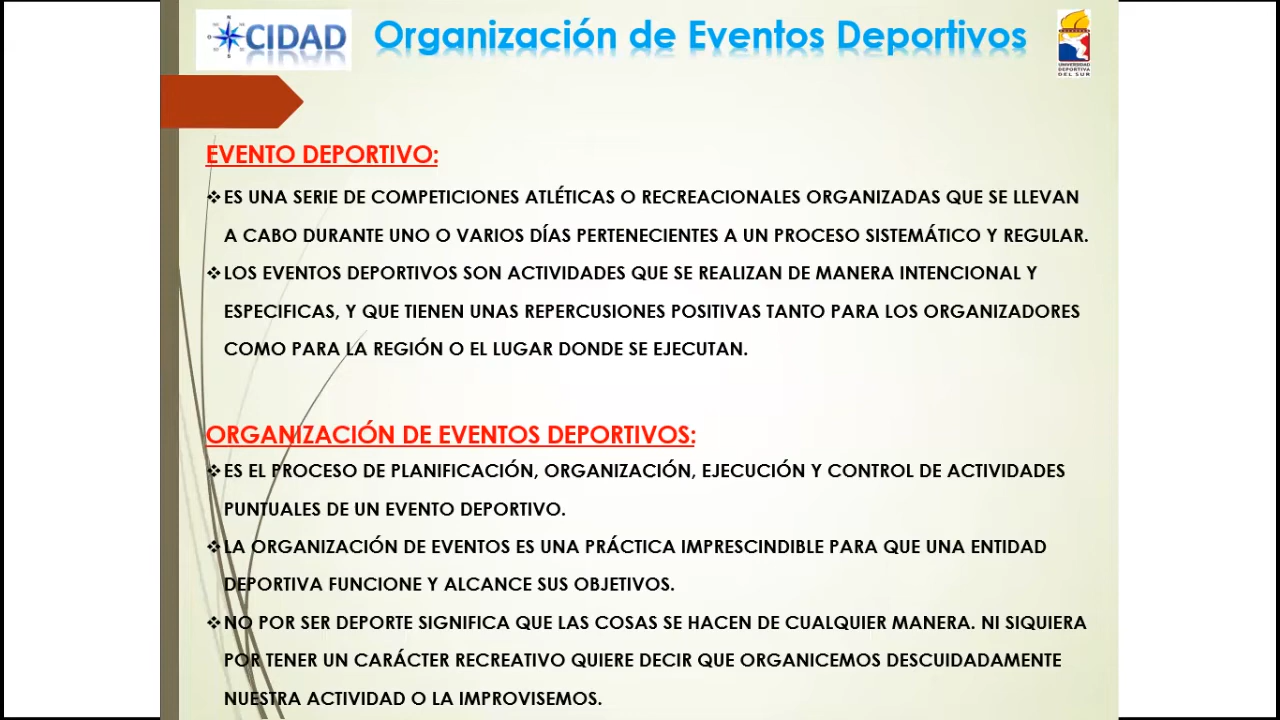 CIDAD
Organización de Eventos Deportivos
UNIVERSIDAD
DEPORTIVA
DEL SUR
EVENTO DEPORTIVO:
❖ES UNA SERIE DE COMPETICIONES ATLÉTICAS O RECREACIONALES ORGANIZADAS QUE SE LLEVAN
A CABO DURANTE UNO O VARIOS DÍAS PERTENECIENTES A UN PROCESO SISTEMÁTICO Y REGULAR.
❖LOS EVENTOS DEPORTIVOS SON ACTIVIDADES QUE SE REALIZAN DE MANERA INTENCIONAL Y
ESPECIFICAS, Y QUE TIENEN UNAS REPERCUSIONES POSITIVAS TANTO PARA LOS ORGANIZADORES
COMO PARA LA REGIÓN O EL LUGAR DONDE SE EJECUTAN.
ORGANIZACIÓN DE EVENTOS DEPORTIVOS:
❖ES EL PROCESO DE PLANIFICACIÓN, ORGANIZACIÓN, EJECUCIÓN Y CONTROL DE ACTIVIDADES
PUNTUALES DE UN EVENTO DEPORTIVO.
❖LA ORGANIZACIÓN DE EVENTOS ES UNA PRÁCTICA IMPRESCINDIBLE PARA QUE UNA ENTIDAD
DEPORTIVA FUNCIONE Y ALCANCE SUS OBJETIVOS.
❖NO POR SER DEPORTE SIGNIFICA QUE LAS COSAS SE HACEN DE CUALQUIER MANERA. NI SIQUIERA
POR TENER UN CARÁCTER RECREATIVO QUIERE DECIR QUE ORGANICEMOS DESCUIDADAMENTE
NUESTRA ACTIVIDAD O LA IMPROVISEMOS.